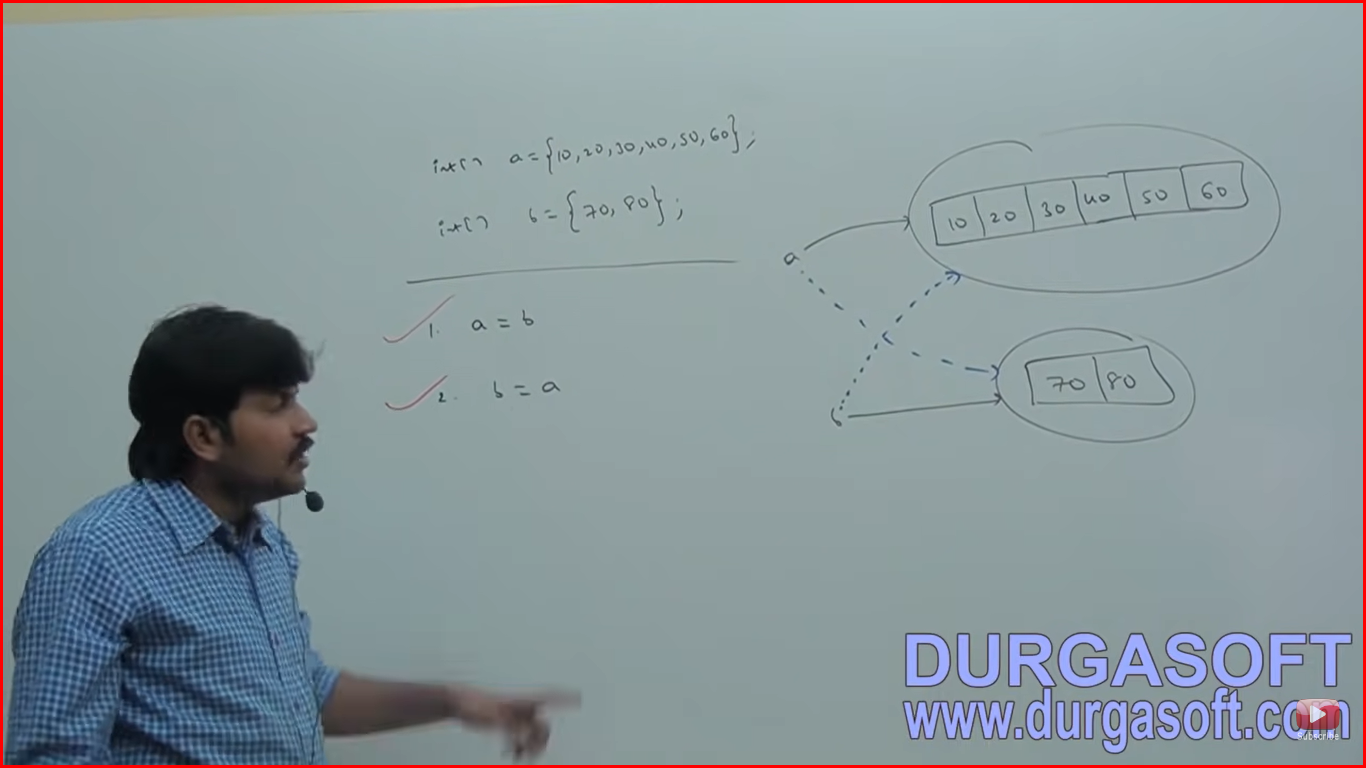 int[] a={10,20,30,40,50,60};
int[] b={70,80};
1. a=b
2. b=a
a
10 20 30 40 50 60
b
70 80
DURGASOFT
www.durgasoft.com
Subscribe